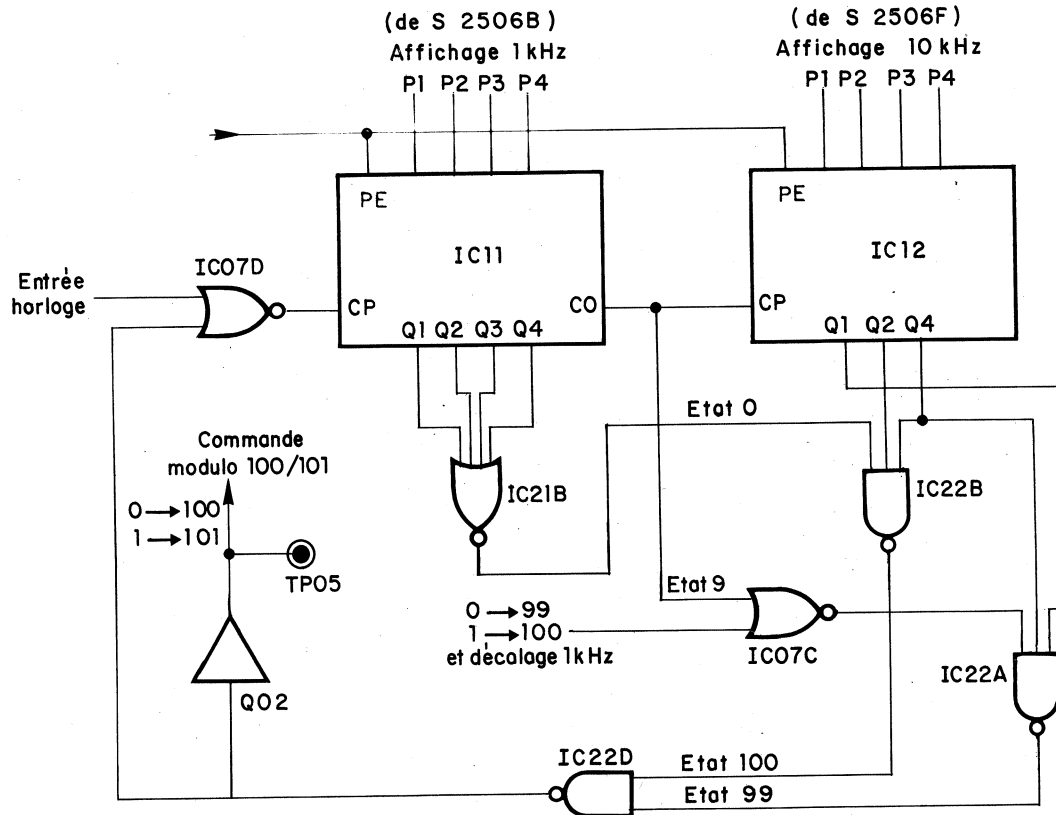 (de S 2506B)
Affichage 1kHz
P1 P2 P3 P4
(de S 2506F)
Affichage 10 kHz
P1 P2 P3 P4
PE
IC11
CP
CO
Q1 Q2 Q3 Q4
PE
IC12
CP
Q1 Q2 Q4
IC07D
Entrée
horloge
Etat 0
Commande
modulo 100/101
0 → 100
1 → 101
TP05
IC21B
IC22B
Etat 9
0 → 99
1 → 100
et décalage 1kHz
IC07C
IC22A
Q02
IC22D
Etat 100
Etat 99